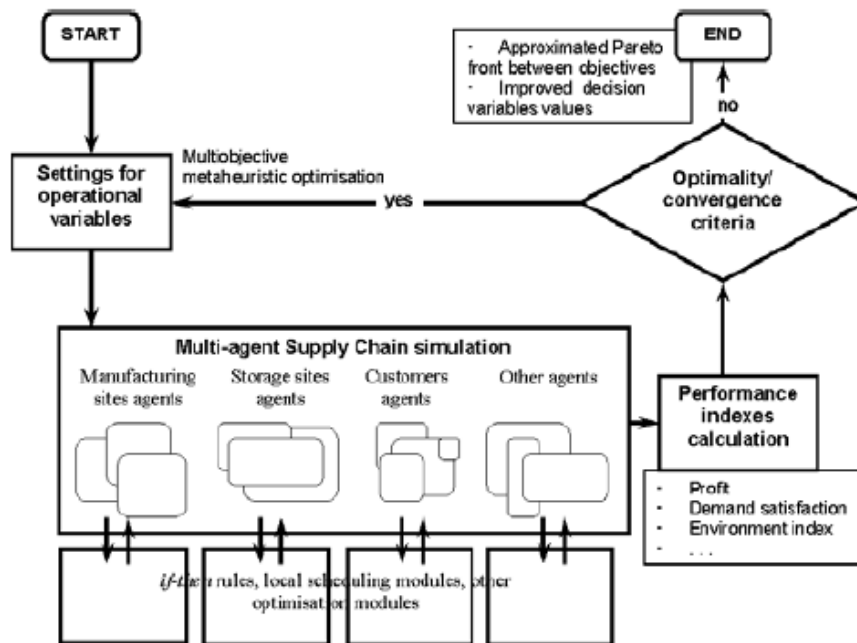 START
Settings for
operational
variables
Multiobjective
metaheuristic optimisation
yes
- Approximated Pareto
front between objectives
- Improved decision
variables values
END
no
Optimality/
convergence
criteria
Multi-agent Supply Chain simulation
Manufacturing
sites agents
Storage sites
agents
Customers
agents
Other agents
Performance
indexes
calculation
- Profit
- Demand satisfaction
- Environment index
- . . .
if-then rules, local scheduling modules, other
optimisation modules